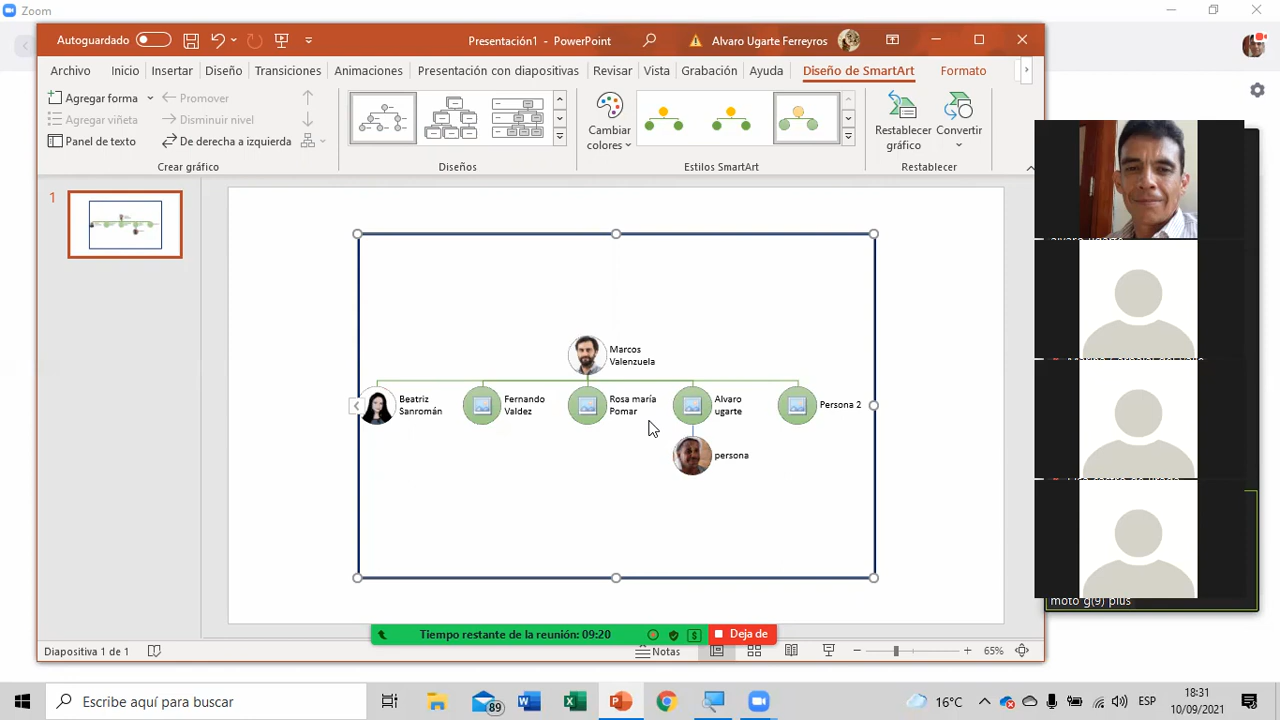 Zoom
Autoguardado
Presentación1 - PowerPoint
Alvaro Ugarte Ferreyros
Archivo
Inicio
Insertar
Diseño
Transiciones
Animaciones
Presentación con diapositivas
Revisar
Vista
Grabación
Ayuda
Diseño de SmartArt
Formato
Agregar forma
Promover
Agregar viñeta
Disminuir nivel
Panel de texto
De derecha a izquierda
Crear gráfico
Diseños
Cambiar
colores
Estilos SmartArt
Restablecer
gráfico
Convertir
Restablecer
1
Marcos
Valenzuela
Beatriz
Sanromán
Fernando
Valdez
Rosa maría
Pomar
Alvaro
ugarte
Persona 2
persona
moto g(9) plus
Tiempo restante de la reunión: 09:20
Deja de
Diapositiva 1 de 1
Notas
65%
Escribe aquí para buscar
89
16°C
ESP
18:31
10/09/2021